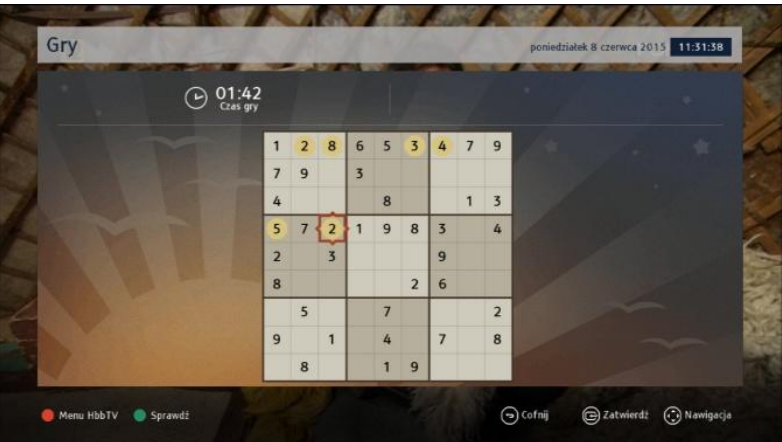 Gry
poniedziałek 8 czerwca 2015 11:31:38
01:42
Czas gry
1 2 8 6 5 3 4 7 9
7 9 3
4 8 1 3
5 7 2 1 9 8 3 4
2 3 9
8 2 6
5 7 2
9 1 4 7 8
8 1 9
Menu HbbTV Sprawdź Cofnij Zatwierdź Nawigacja